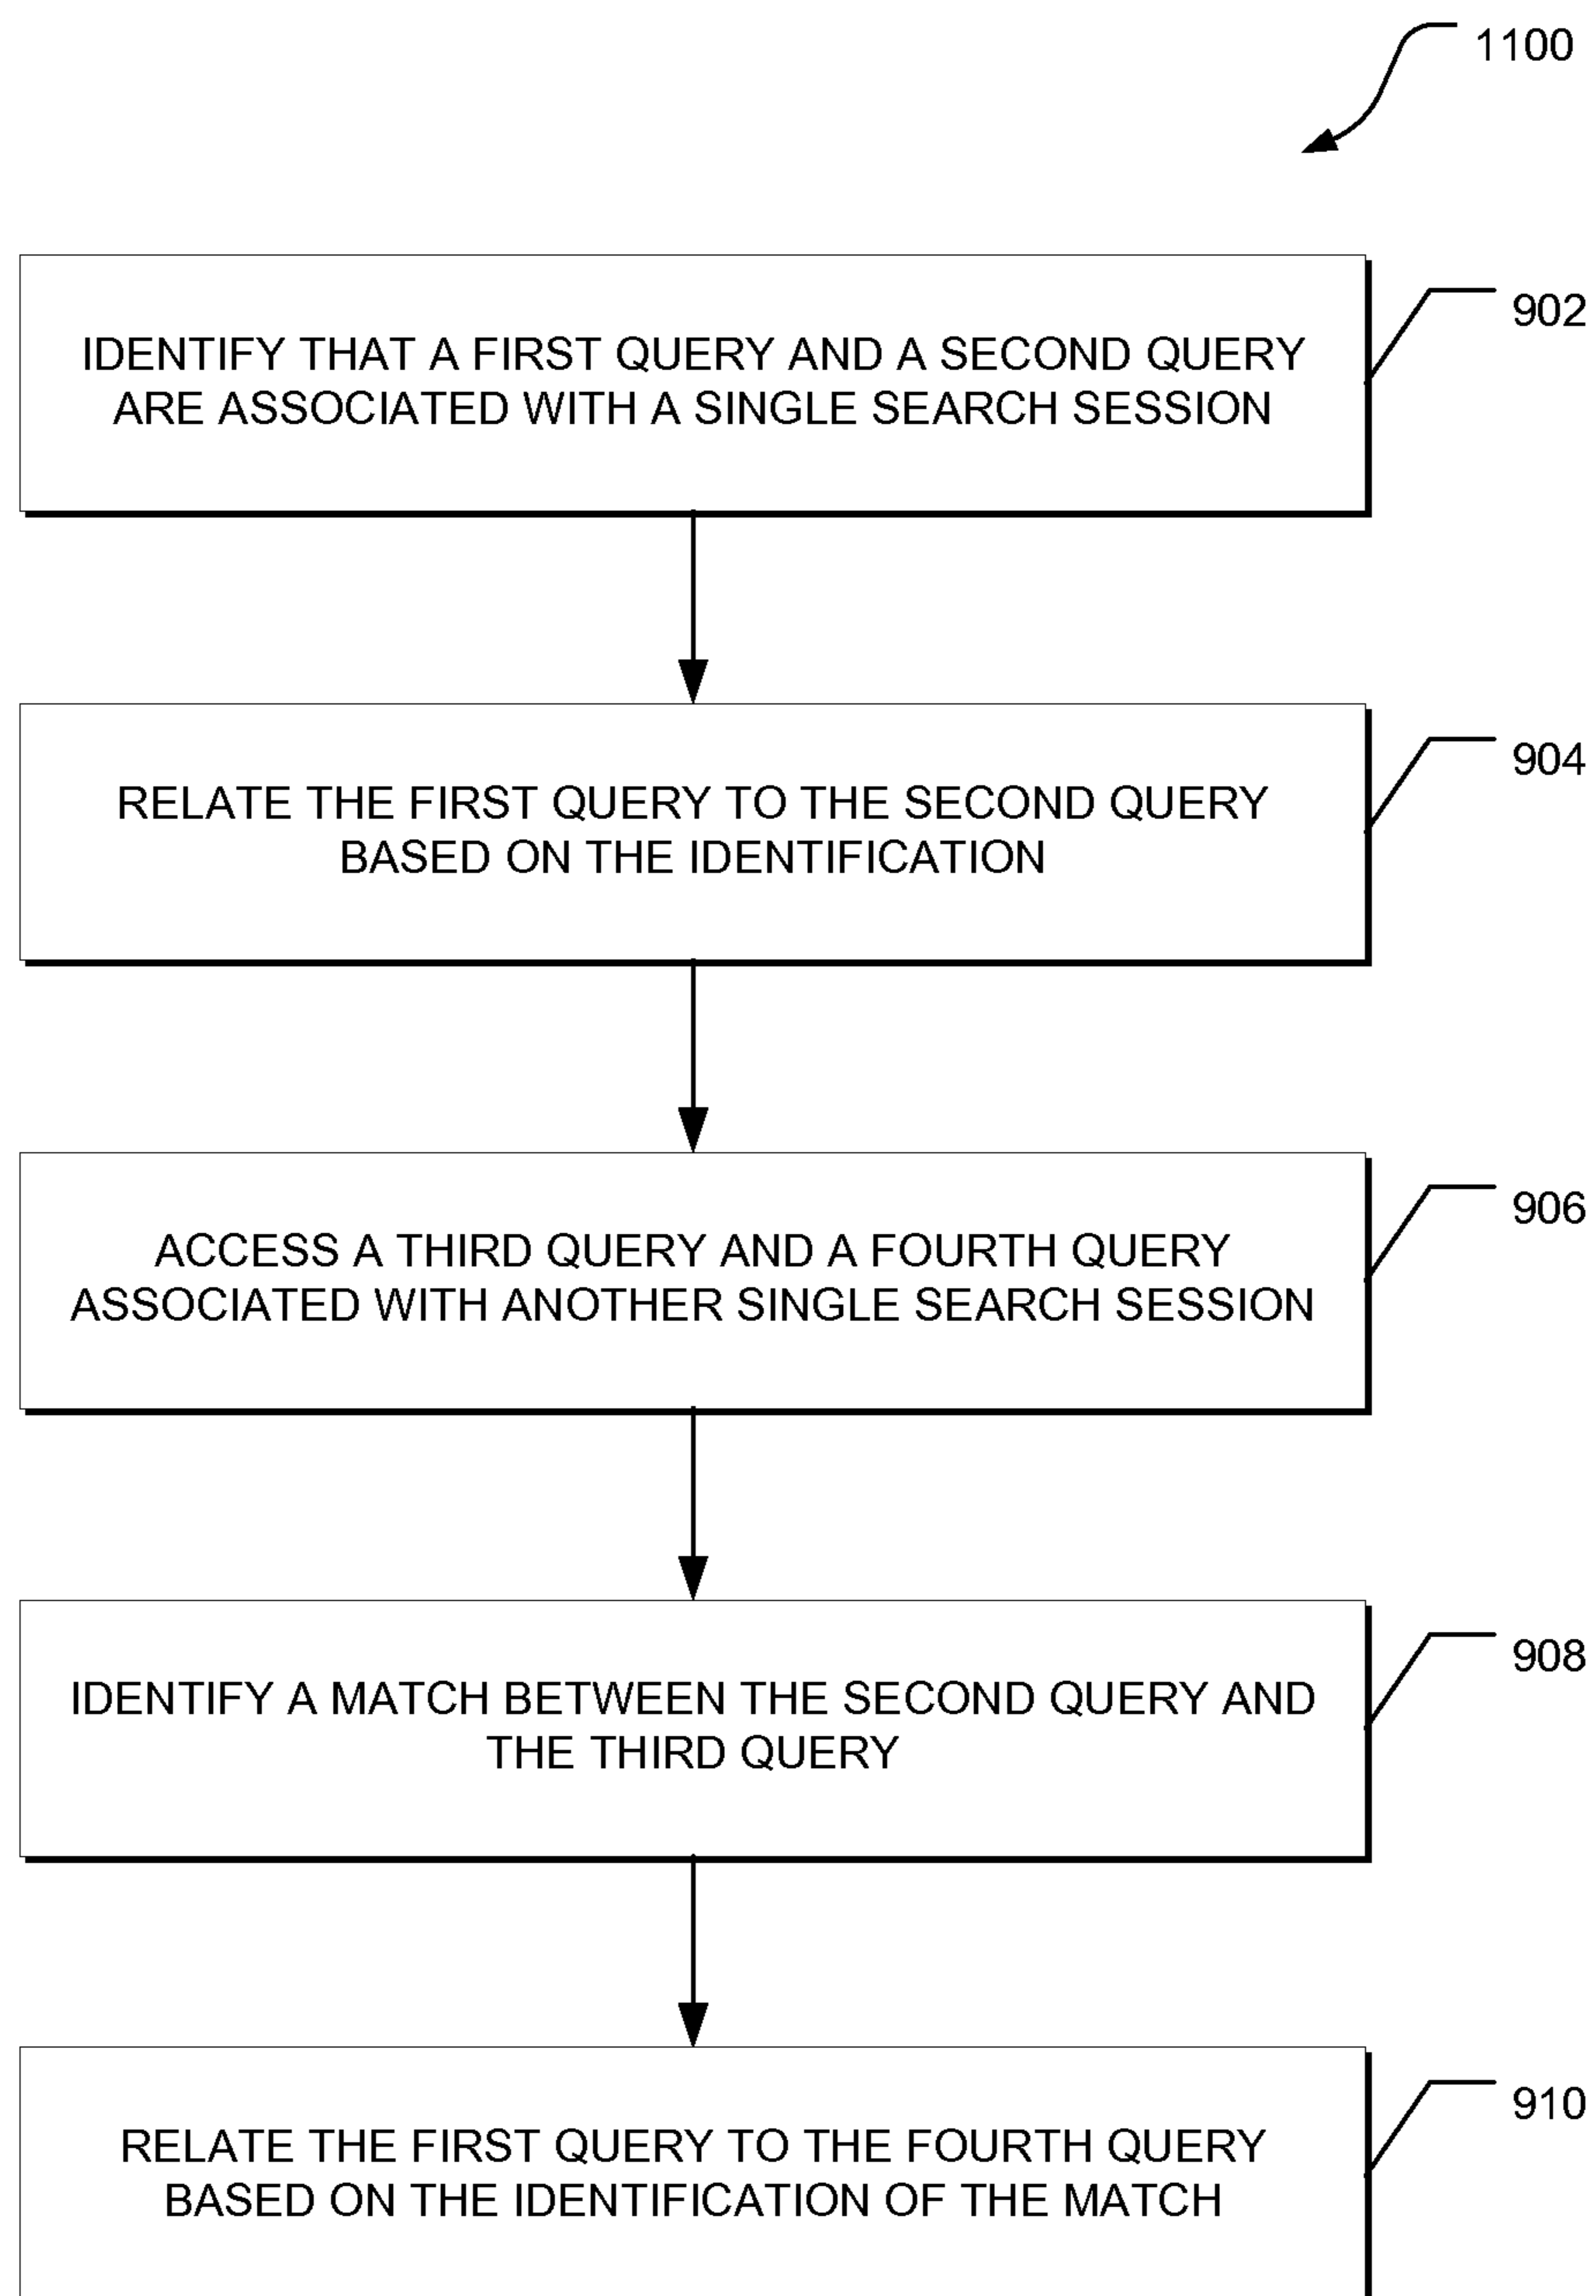 1100
IDENTIFY THAT A FIRST QUERY AND A SECOND QUERY
ARE ASSOCIATED WITH A SINGLE SEARCH SESSION
902
RELATE THE FIRST QUERY TO THE SECOND QUERY
BASED ON THE IDENTIFICATION
904
ACCESS A THIRD QUERY AND A FOURTH QUERY
ASSOCIATED WITH ANOTHER SINGLE SEARCH SESSION
906
IDENTIFY A MATCH BETWEEN THE SECOND QUERY AND
THE THIRD QUERY
908
RELATE THE FIRST QUERY TO THE FOURTH QUERY
BASED ON THE IDENTIFICATION OF THE MATCH
910